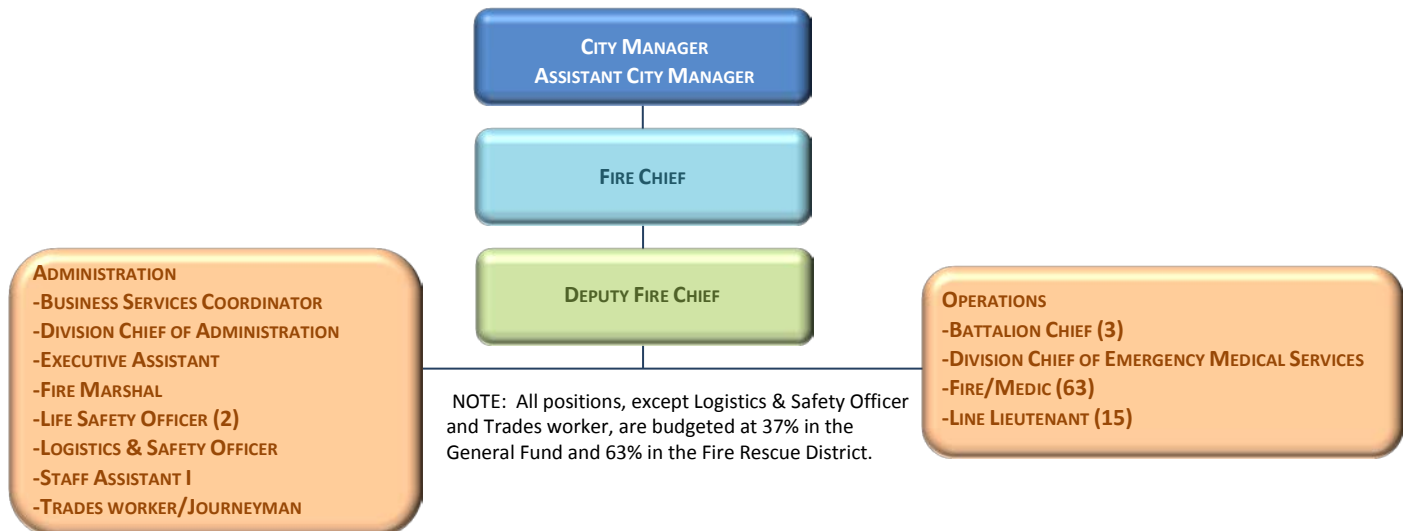 CITY MANAGER
ASSISTANT CITY MANAGER
FIRE CHIEF
DEPUTY FIRE CHIEF
ADMINISTRATION
-BUSINESS SERVICES COORDINATOR
-DIVISION CHIEF OF ADMINISTRATION
-EXECUTIVE ASSISTANT
-FIRE MARSHAL
-LIFE SAFETY OFFICER (2)
-LOGISTICS & SAFETY OFFICER
-STAFF ASSISTANT I
-TRADES WORKER/JOURNEYMAN
NOTE:  All positions, except Logistics & Safety Officer
and Trades worker, are budgeted at 37% in the
General Fund and 63% in the Fire Rescue District.
OPERATIONS
-BATTALION CHIEF (3)
-DIVISION CHIEF OF EMERGENCY MEDICAL SERVICES
-FIRE/MEDIC (63)
-LINE LIEUTENANT (15)